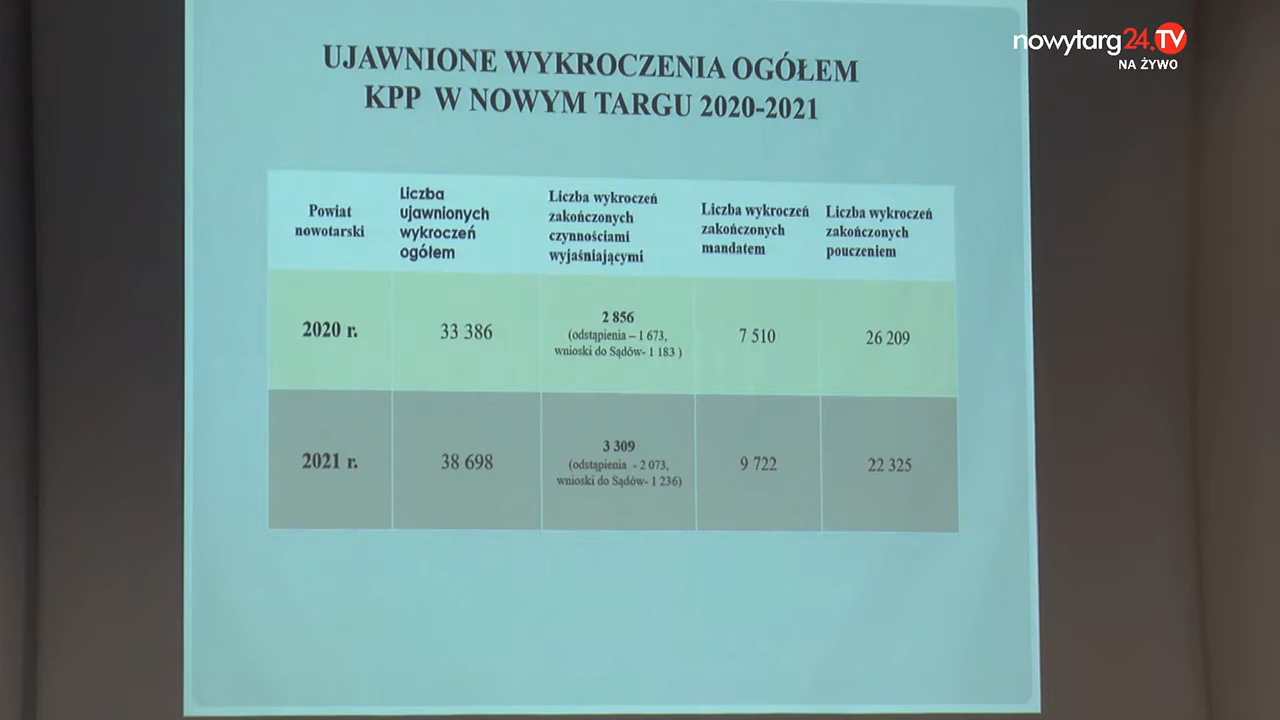 nowytarg24.TV
NA ŻYWO
UJAWNIONE WYKROCZENIA OGÓŁEM
KPP W NOWYM TARGU 2020-2021
Powiat
nowotarski
Liczba
ujawnionych
wykroczeń
ogółem
Liczba wykroczeń
zakończonych
czynnościami
wyjaśniającymi
Liczba wykroczeń
zakończonych
mandatem
Liczba wykroczeń
zakończonych
pouczeniem
2020 r.
33 386
2 856
(odstąpienia – 1 673,
wnioski do Sądów- 1 183 )
7 510
26 209
2021 r.
38 698
3 309
(odstąpienia - 2 073,
wnioski do Sądów- 1 236)
9 722
22 325